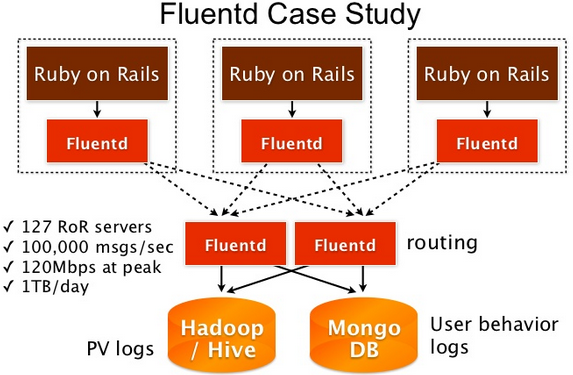 Fluentd Case Study
Ruby on Rails
Ruby on Rails
Ruby on Rails
Fluentd
Fluentd
Fluentd
✓ 127 RoR servers
✓ 100,000 msgs/sec
✓ 120Mbps at peak
✓ 1TB/day
Fluentd
Fluentd
routing
PV logs
Hadoop
/ Hive
Mongo
DB
User behavior
logs